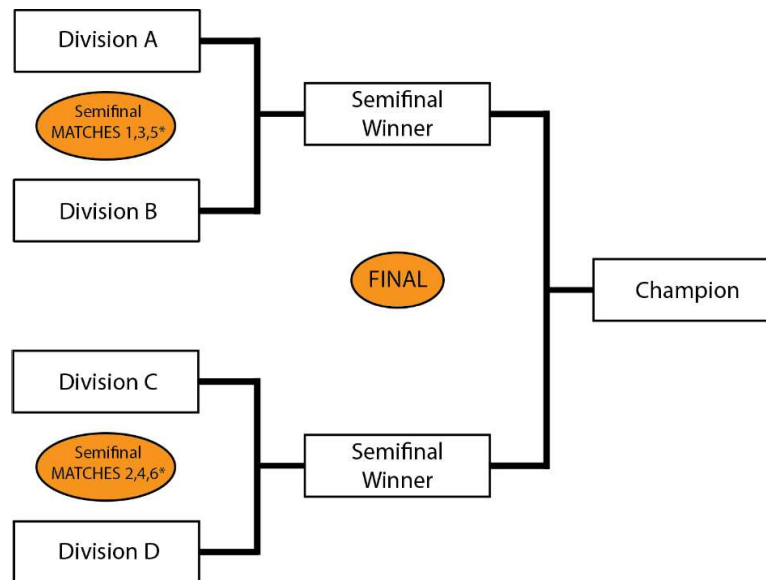 Division A
Semifinal
MATCHES 1,3,5*
Division B
Semifinal
Winner
FINAL
Champion
Division C
Semifinal
MATCHES 2,4,6*
Division D
Semifinal
Winner